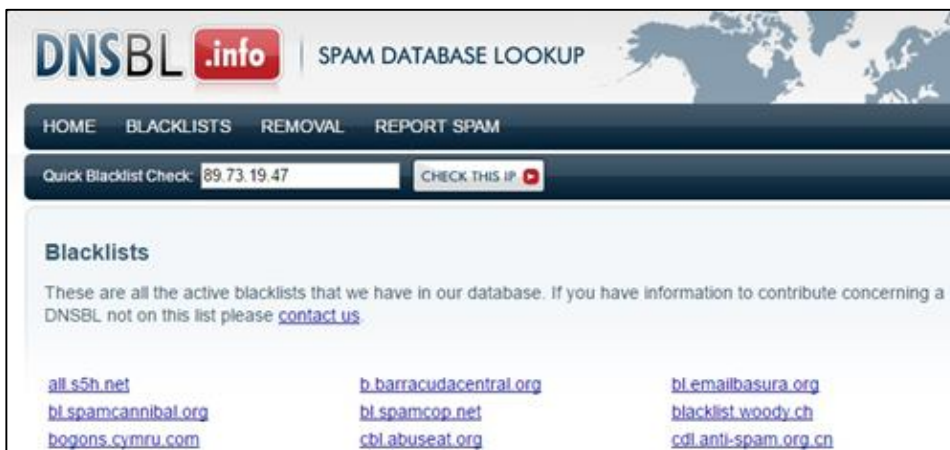 DNSBL .info | SPAM DATABASE LOOKUP
HOME BLACKLISTS REMOVAL REPORT SPAM
Quick Blacklist Check: 89.73.19.47 CHECK THIS IP
Blacklists
These are all the active blacklists that we have in our database. If you have information to contribute concerning a
DNSBL not on this list please contact us.
all.s5h.net b.barracudacentral.org bl.emailbasura.org
bl.spamcannibal.org bl.spamcop.net blacklist.woody.ch
bogons.cymru.com cbl.abuseat.org cdl.anti-spam.org.cn